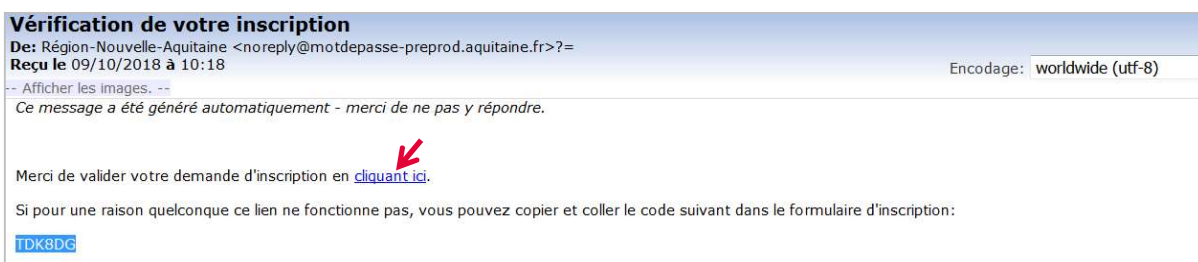 Vérification de votre inscription
De: Région-Nouvelle-Aquitaine <noreply@motdepasse-preprod.aquitaine.fr>?=
Reçu le 09/10/2018 à 10:18
Encodage: worldwide (utf-8)
-- Afficher les images. --
Ce message a été généré automatiquement - merci de ne pas y répondre.
Merci de valider votre demande d'inscription en cliquant ici.
Si pour une raison quelconque ce lien ne fonctionne pas, vous pouvez copier et coller le code suivant dans le formulaire d'inscription:
TDK8DG